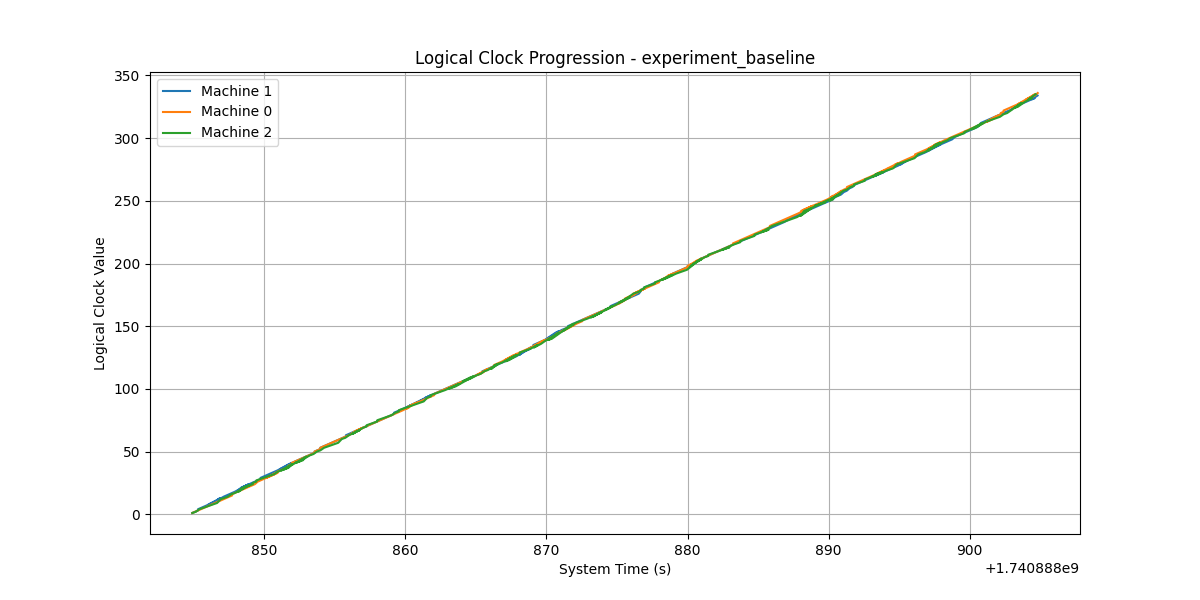 Logical Clock Progression - experiment_baseline
Machine 1
Machine 0
Machine 2
Logical Clock Value
350
300
250
200
150
100
50
0
850 860 870 880 890 900
System Time (s)
+1.740888e9